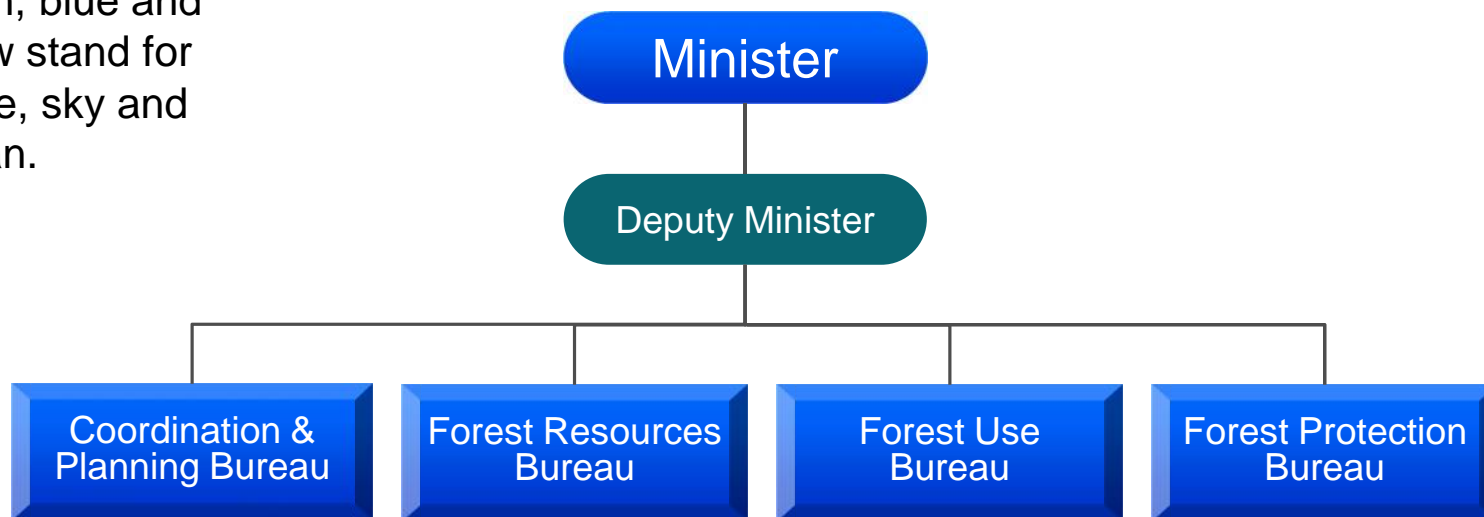 blue and
stand for
sky and
Minister
Deputy Minister
Coordination &
Planning Bureau
Forest Resources
Bureau
Forest Use
Bureau
Forest Protection
Bureau